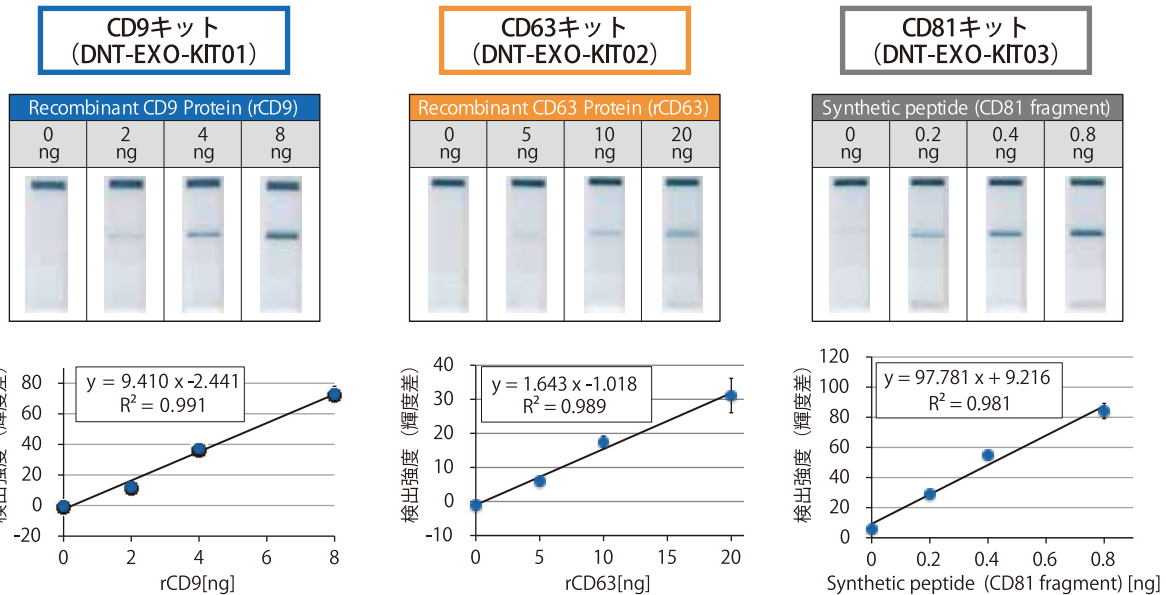 CD9キット
（DNT-EXO-KIT01）
Recombinant CD9 Protein (rCD9)
0 ng 2 ng 4 ng 8 ng
検出強度（輝度差）
80
60
40
20
0
-20
y = 9.410 x -2.441
R² = 0.991
0 2 4 6 8
rCD9[ng]
CD63キット
（DNT-EXO-KIT02）
Recombinant CD63 Protein (rCD63)
0 ng 5 ng 10 ng 20 ng
検出強度（輝度差）
40
30
20
10
0
-10
y = 1.643 x -1.018
R² = 0.989
0 5 10 15 20
rCD63[ng]
CD81キット
（DNT-EXO-KIT03）
Synthetic peptide (CD81 fragment)
0 ng 0.2 ng 0.4 ng 0.8 ng
検出強度（輝度差）
120
100
80
60
40
20
0
y = 97.781 x + 9.216
R² = 0.981
0 0.2 0.4 0.6 0.8
Synthetic peptide (CD81 fragment) [ng]